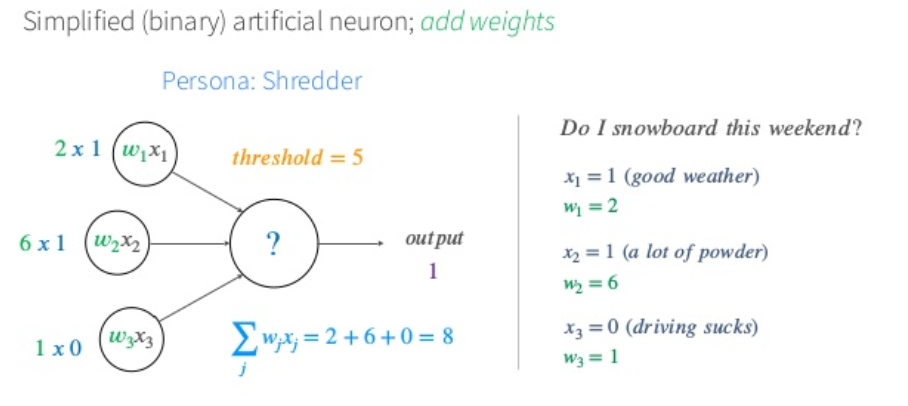 Simplified (binary) artificial neuron; add weights
Persona: Shredder
2 x 1 w₁x₁
threshold = 5
6 x 1 w₂x₂
?
output
1
1 x 0 w₃x₃
∑ wⱼxⱼ = 2 + 6 + 0 = 8
j
Do I snowboard this weekend?
x₁ = 1 (good weather)
w₁ = 2
x₂ = 1 (a lot of powder)
w₂ = 6
x₃ = 0 (driving sucks)
w₃ = 1